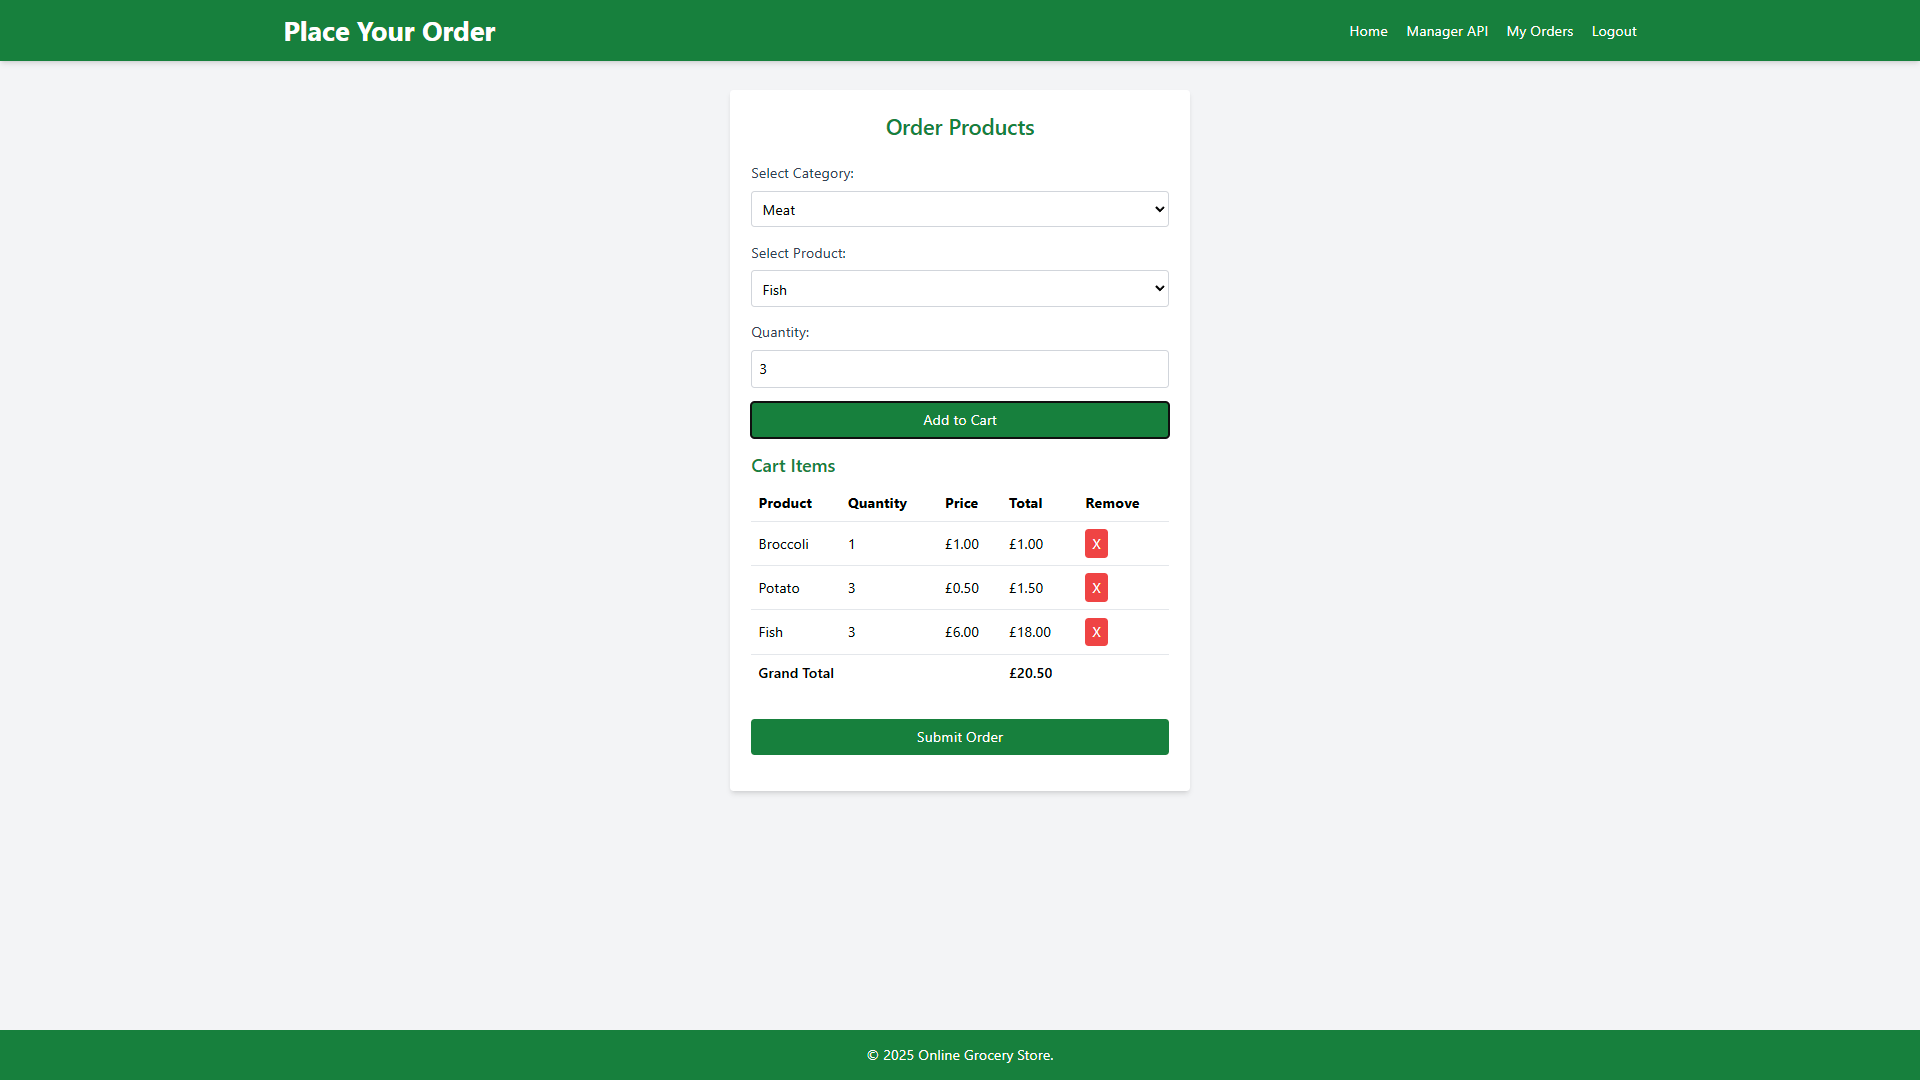 Place Your Order
Home Manager API My Orders Logout
Order Products
Select Category:
Meat
Select Product:
Fish
Quantity:
3
Add to Cart
Cart Items
Product Quantity Price Total Remove
Broccoli 1 £1.00 £1.00 X
Potato 3 £0.50 £1.50 X
Fish 3 £6.00 £18.00 X
Grand Total £20.50
Submit Order
© 2025 Online Grocery Store.